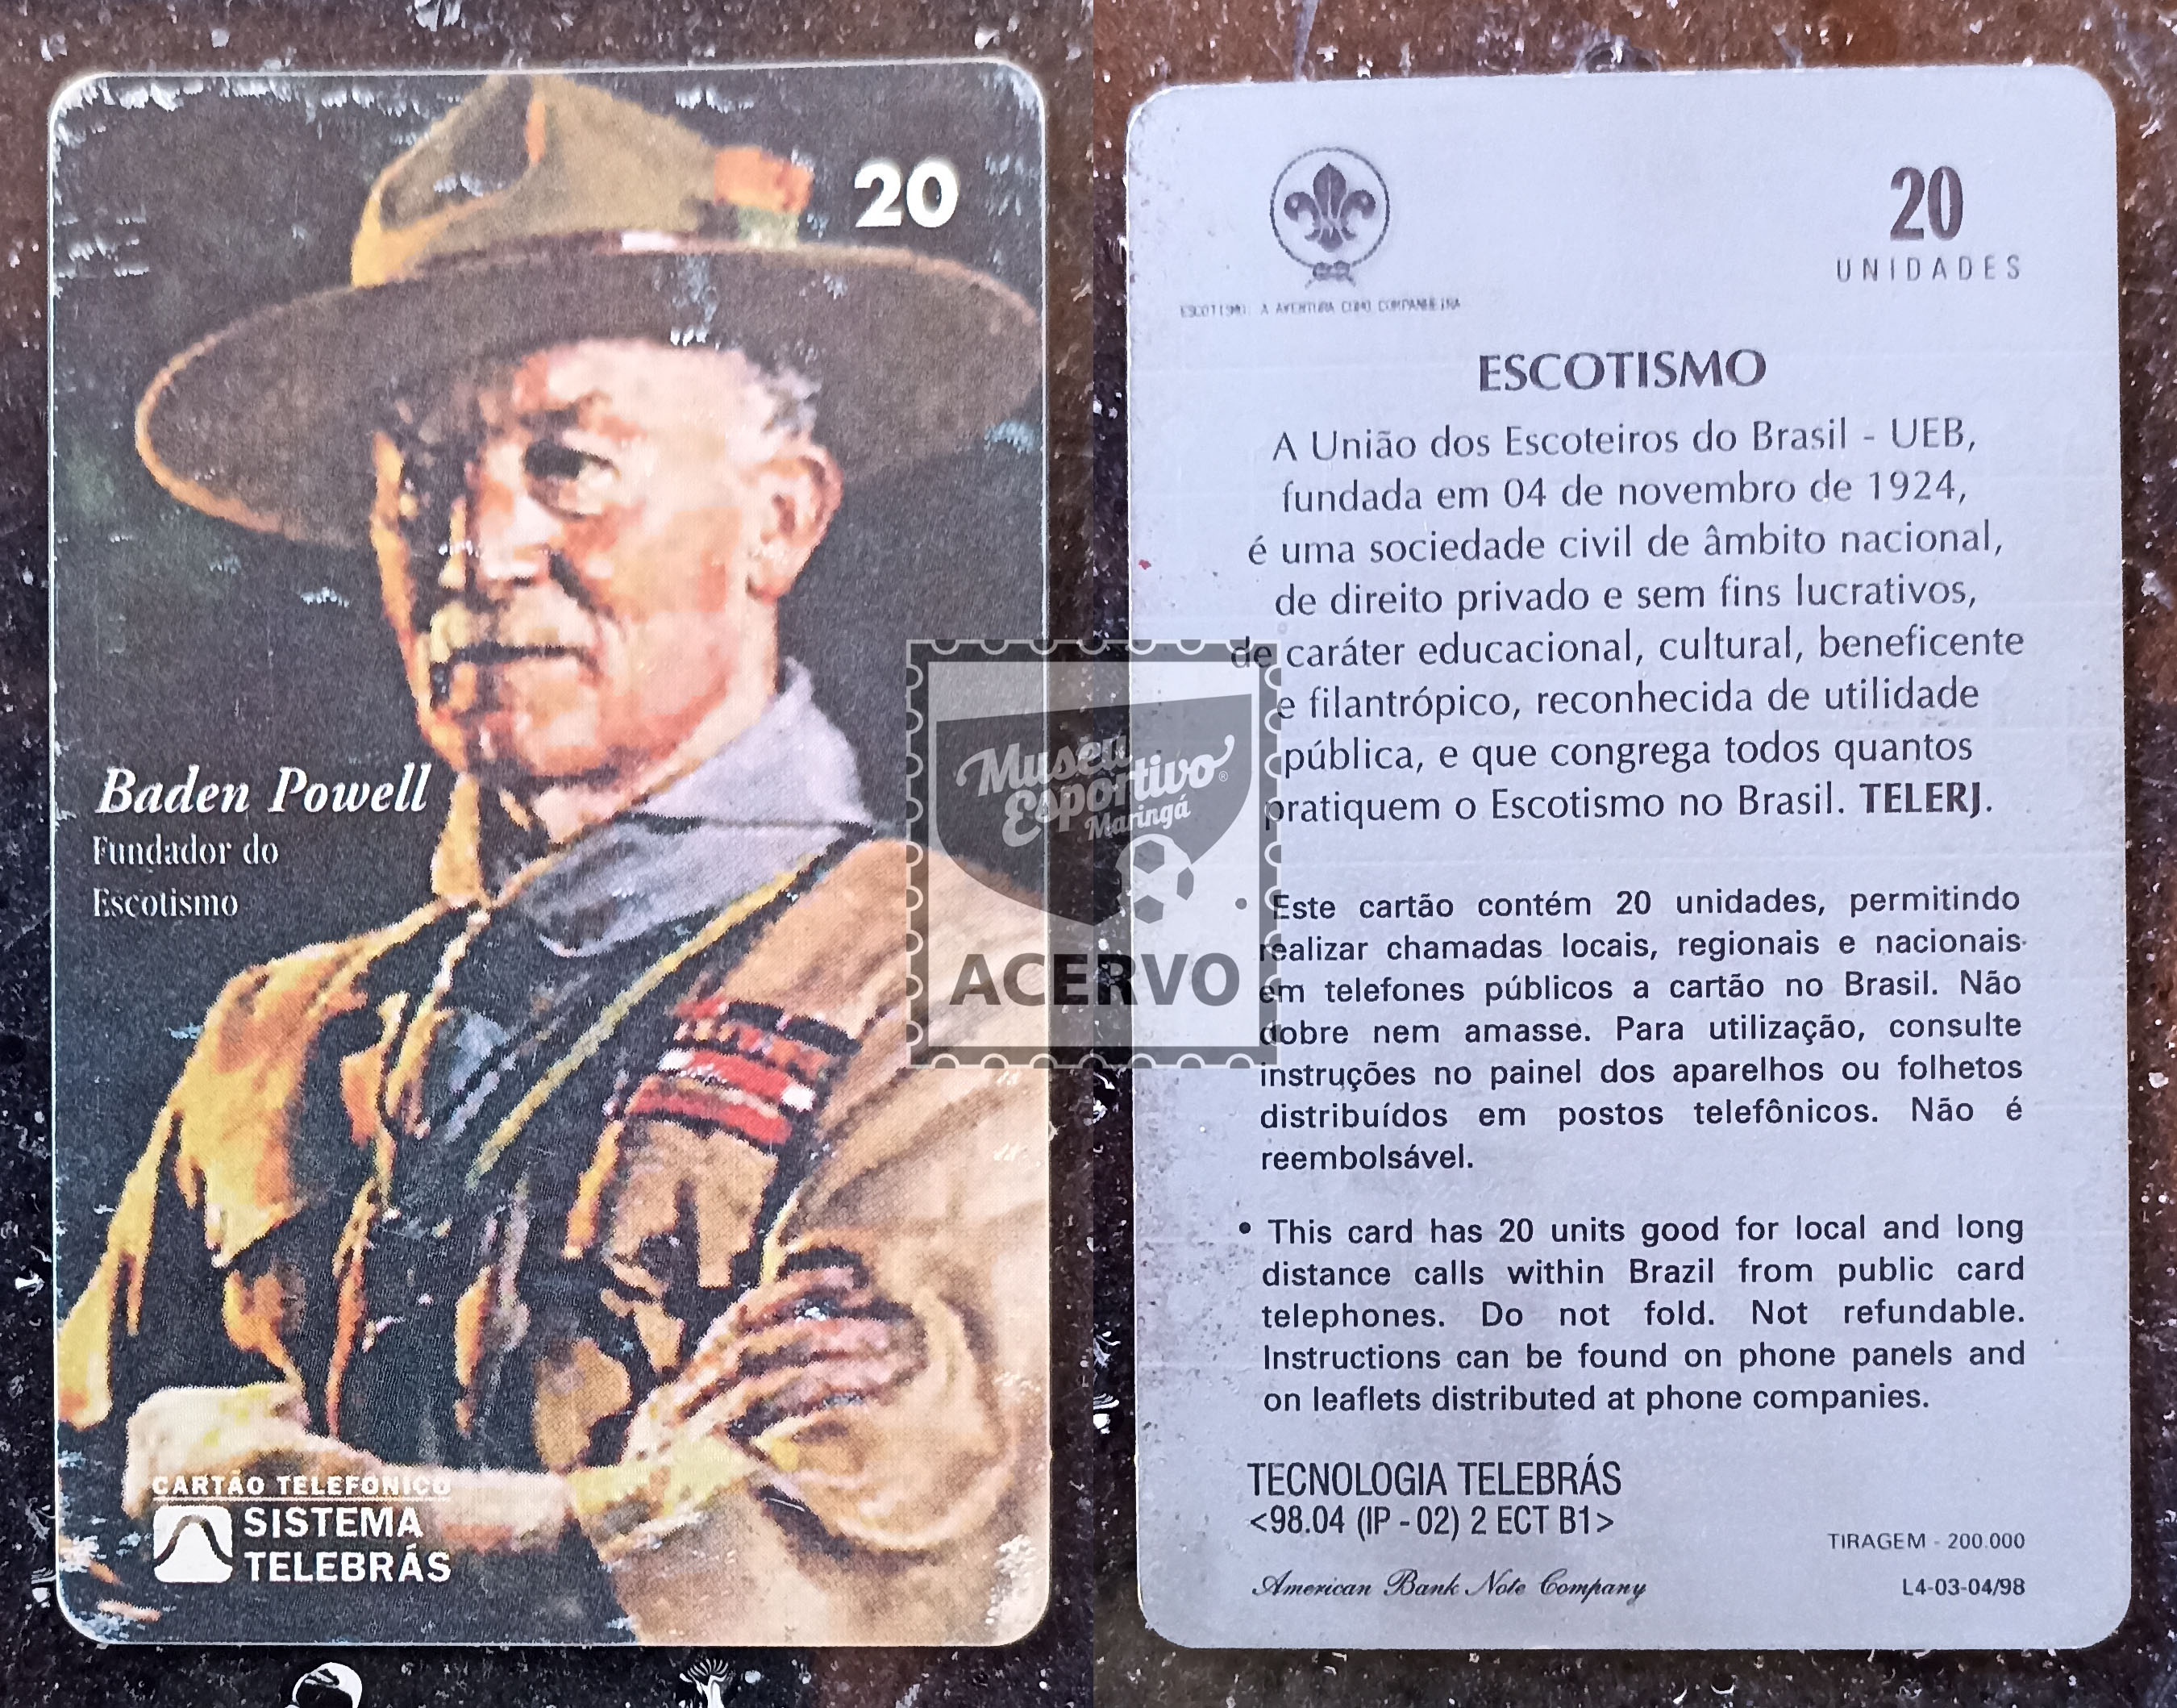 20
Baden Powell
Fundador do
Escotismo
CARTÃO TELEFÔNICO
SISTEMA
TELEBRÁS
Museu
Esportivo®
Maringá
ACERVO
20
UNIDADES
ESCOTISMO: A AVENTURA COMO COMPANHEIRA
ESCOTISMO
A União dos Escoteiros do Brasil - UEB,
fundada em 04 de novembro de 1924,
é uma sociedade civil de âmbito nacional,
de direito privado e sem fins lucrativos,
de caráter educacional, cultural, beneficente
e filantrópico, reconhecida de utilidade
pública, e que congrega todos quantos
pratiquem o Escotismo no Brasil. TELERJ.
• Este cartão contém 20 unidades, permitindo
realizar chamadas locais, regionais e nacionais
em telefones públicos a cartão no Brasil. Não
dobre nem amasse. Para utilização, consulte
instruções no painel dos aparelhos ou folhetos
distribuídos em postos telefônicos. Não é
reembolsável.
• This card has 20 units good for local and long
distance calls within Brazil from public card
telephones. Do not fold. Not refundable.
Instructions can be found on phone panels and
on leaflets distributed at phone companies.
TECNOLOGIA TELEBRÁS
<98.04 (IP - 02) 2 ECT B1>
TIRAGEM - 200.000
American Bank Note Company
L4-03-04/98